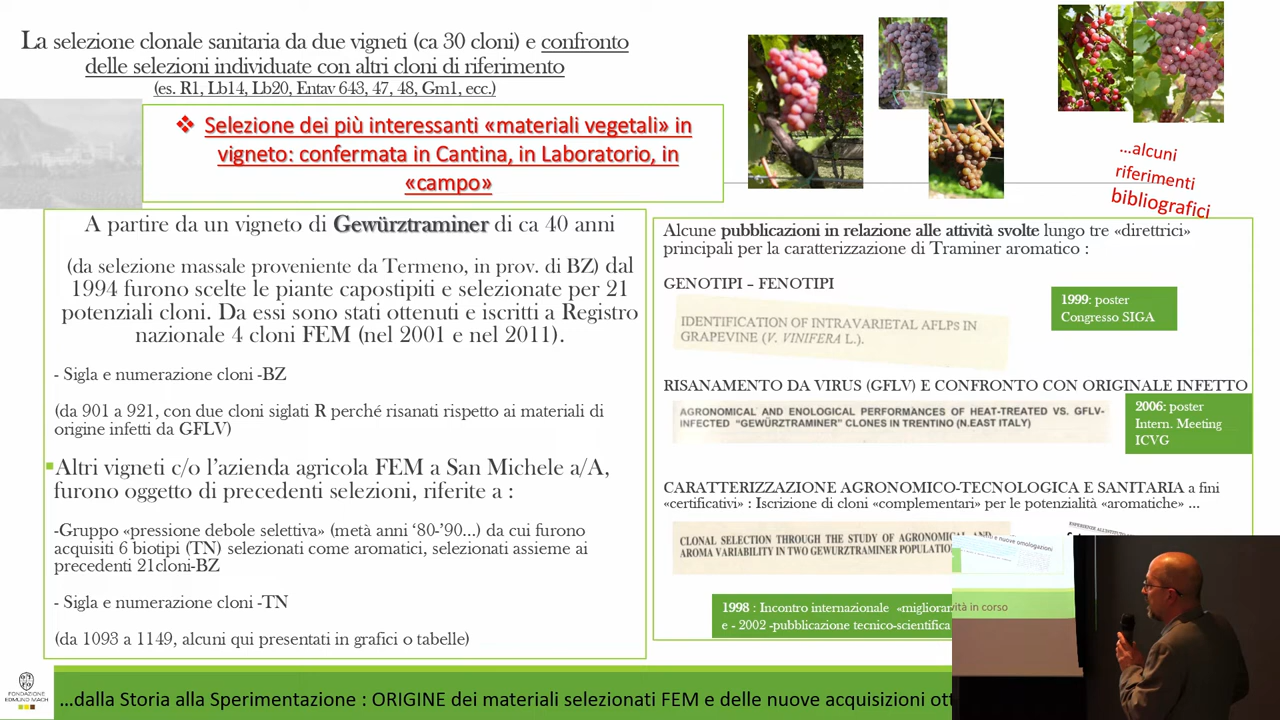 La selezione clonale sanitaria da due vigneti (ca 30 cloni) e confronto
delle selezioni individuate con altri cloni di riferimento
(es. R1, Lb14, Lb20, Entav 643, 47, 48, Gm1, ecc.)
❖ Selezione dei più interessanti «materiali vegetali» in
vigneto: confermata in Cantina, in Laboratorio, in
«campo»
...alcuni
riferimenti
bibliografici
A partire da un vigneto di Gewürztraminer di ca 40 anni
(da selezione massale proveniente da Termeno, in prov. di BZ) dal
1994 furono scelte le piante capostipiti e selezionate per 21
potenziali cloni. Da essi sono stati ottenuti e iscritti a Registro
nazionale 4 cloni FEM (nel 2001 e nel 2011).
- Sigla e numerazione cloni -BZ
(da 901 a 921, con due cloni siglati R perché risanati rispetto ai materiali di
origine infetti da GFLV)
Altri vigneti c/o l'azienda agricola FEM a San Michele a/A,
furono oggetto di precedenti selezioni, riferite a :
-Gruppo «pressione debole selettiva» (metà anni '80-'90...) da cui furono
acquisiti 6 biotipi (TN) selezionati come aromatici, selezionati assieme ai
precedenti 21cloni-BZ
- Sigla e numerazione cloni -TN
(da 1093 a 1149, alcuni qui presentati in grafici o tabelle)
Alcune pubblicazioni in relazione alle attività svolte lungo tre «direttrici»
principali per la caratterizzazione di Traminer aromatico :
GENOTIPI – FENOTIPI
1999: poster
Congresso SIGA
IDENTIFICATION OF INTRAVARIETAL AFLPS IN
GRAPEVINE (V. VINIFERA L.).
RISANAMENTO DA VIRUS (GFLV) E CONFRONTO CON ORIGINALE INFETTO
AGRONOMICAL AND ENOLOGICAL PERFORMANCES OF HEAT-TREATED VS. GFLV-
INFECTED "GEWÜRZTRAMINER" CLONES IN TRENTINO (N.EAST ITALY)
2006: poster
Intern. Meeting
ICVG
CARATTERIZZAZIONE AGRONOMICO-TECNOLOGICA E SANITARIA a fini
«certificativi» : Iscrizione di cloni «complementari» per le potenzialità «aromatiche» ...
CLONAL SELECTION THROUGH THE STUDY OF AGRONOMICAL AND
AROMA VARIABILITY IN TWO GEWURZTRAMINER POPULATIO
e nuove omologazioni
vità in corso
1998 : Incontro internazionale «migliorar
e - 2002 -pubblicazione tecnico-scientifica
FONDAZIONE
EDMUND MACH
...dalla Storia alla Sperimentazione : ORIGINE dei materiali selezionati FEM e delle nuove acquisizioni ott